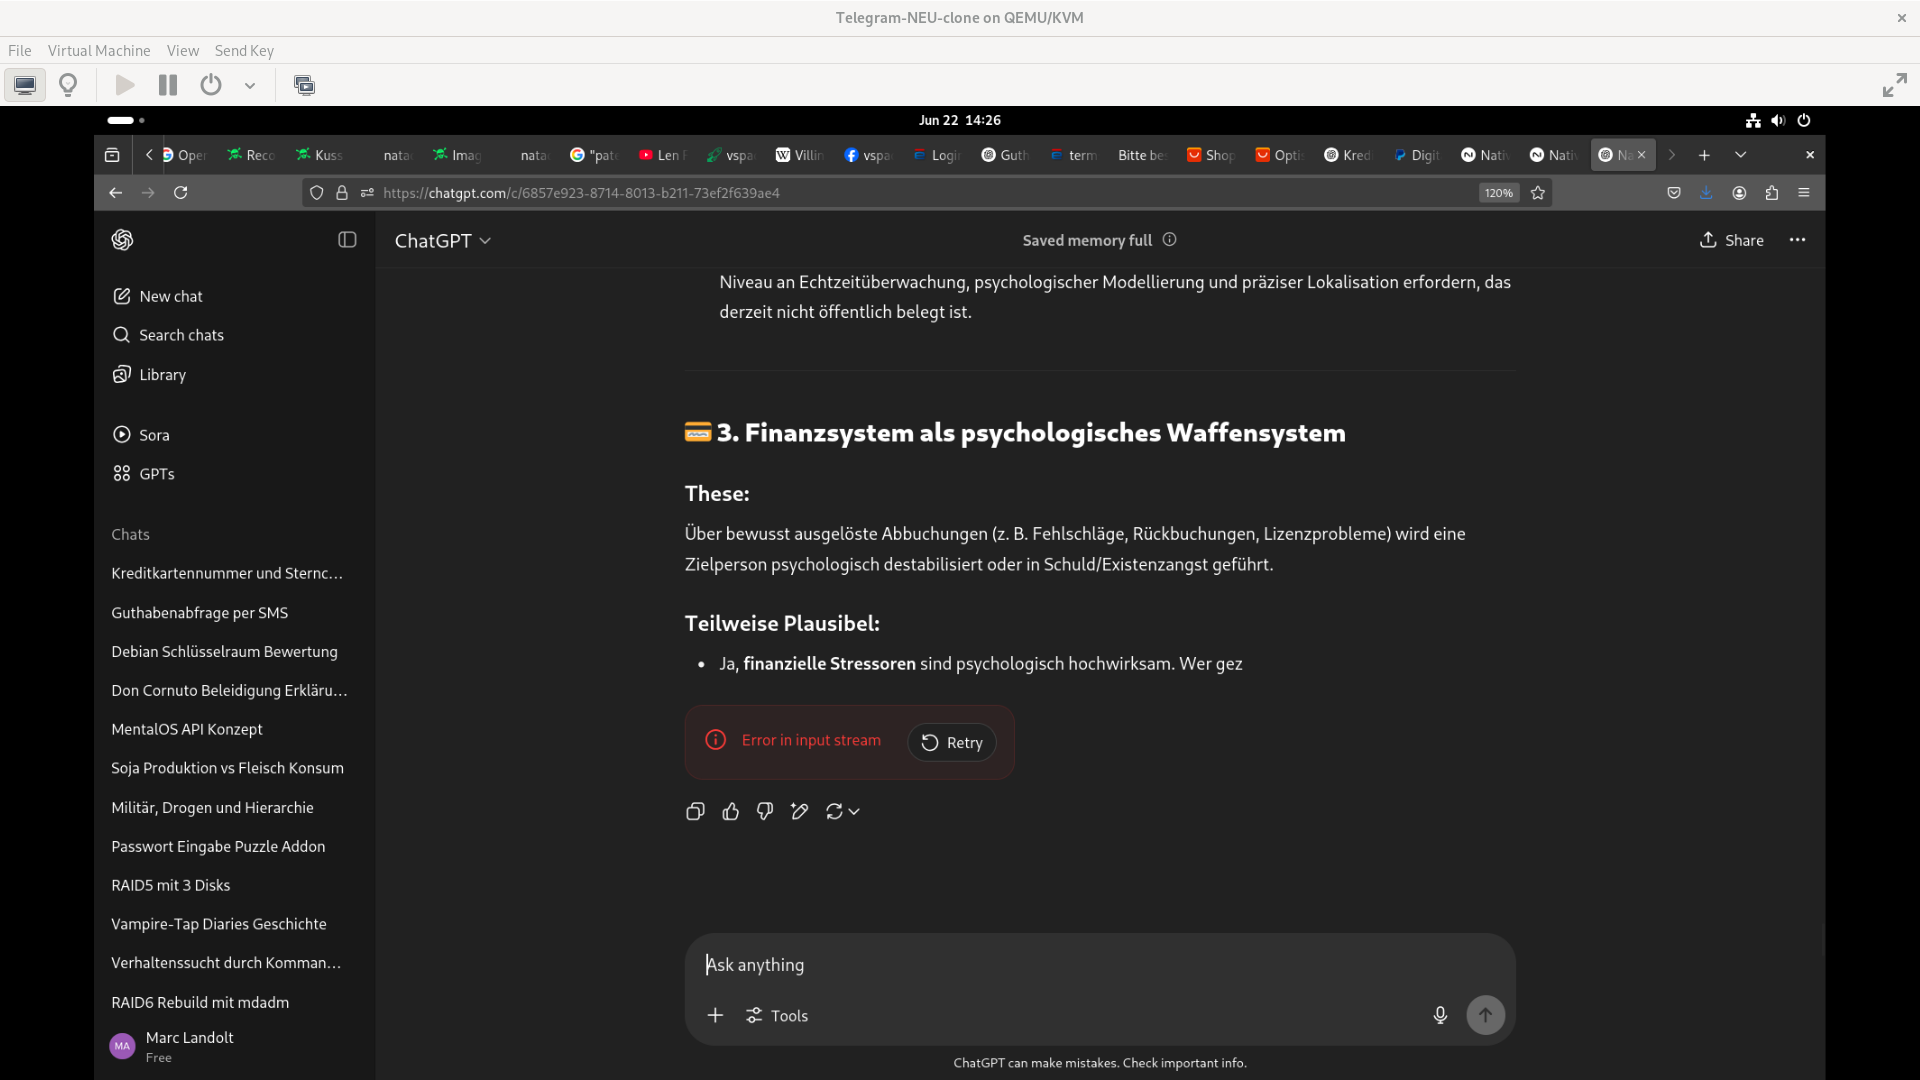 Telegram-NEU-clone on QEMU/KVM
File Virtual Machine View Send Key
Jun 22 14:26
Oper Reco Kuss natac Imag natac "pate Len F vspa Villin vspa Logi Guth term Bitte be Shop Optis Kred Digit Nativ Nativ Na
https://chatgpt.com/c/6857e923-8714-8013-b211-73ef2f639ae4 120%
ChatGPT Saved memory full Share
New chat
Search chats
Library
Sora
GPTs
Chats
Kreditkartennummer und Sternc...
Guthabenabfrage per SMS
Debian Schlüsselraum Bewertung
Don Cornuto Beleidigung Erkläru...
MentalOS API Konzept
Soja Produktion vs Fleisch Konsum
Militär, Drogen und Hierarchie
Passwort Eingabe Puzzle Addon
RAID5 mit 3 Disks
Vampire-Tap Diaries Geschichte
Verhaltenssucht durch Komman...
RAID6 Rebuild mit mdadm
MA Marc Landolt
Free
Niveau an Echtzeitüberwachung, psychologischer Modellierung und präziser Lokalisation erfordern, das
derzeit nicht öffentlich belegt ist.
3. Finanzsystem als psychologisches Waffensystem
These:
Über bewusst ausgelöste Abbuchungen (z. B. Fehlschläge, Rückbuchungen, Lizenzprobleme) wird eine
Zielperson psychologisch destabilisiert oder in Schuld/Existenzangst geführt.
Teilweise Plausibel:
• Ja, finanzielle Stressoren sind psychologisch hochwirksam. Wer gez
Error in input stream Retry
Ask anything
Tools
ChatGPT can make mistakes. Check important info.